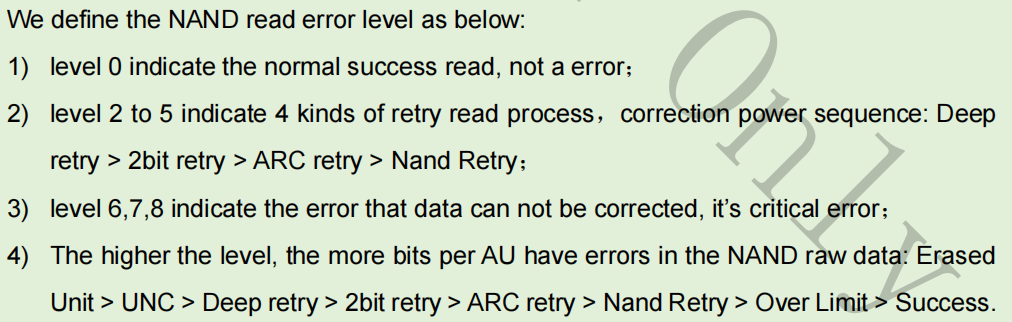 We define the NAND read error level as below:
1) level 0 indicate the normal success read, not a error；
2) level 2 to 5 indicate 4 kinds of retry read process， correction power sequence: Deep
retry > 2bit retry > ARC retry > Nand Retry；
3) level 6,7,8 indicate the error that data can not be corrected, it’s critical error；
4) The higher the level, the more bits per AU have errors in the NAND raw data: Erased
Unit > UNC > Deep retry > 2bit retry > ARC retry > Nand Retry > Over Limit > Success.
Only